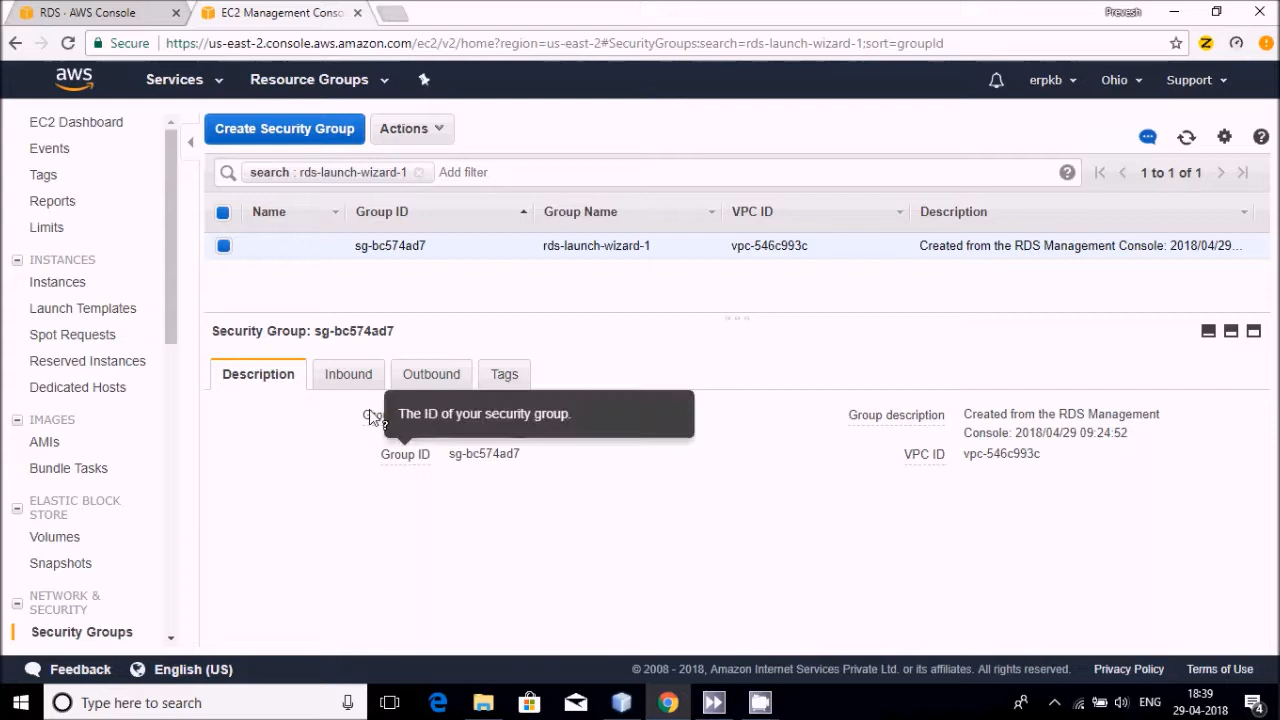 RDS - AWS Console
EC2 Management Conso
Prevesh
Secure
https://us-east-2.console.aws.amazon.com/ec2/v2/home?region=us-east-2#SecurityGroups:search=rds-launch-wizard-1;sort=groupId
aws
Services
Resource Groups
erpkb
Ohio
Support
EC2 Dashboard
Events
Tags
Reports
Limits
INSTANCES
Instances
Launch Templates
Spot Requests
Reserved Instances
Dedicated Hosts
IMAGES
AMIs
Bundle Tasks
ELASTIC BLOCK
STORE
Volumes
Snapshots
NETWORK &
SECURITY
Security Groups
Create Security Group
Actions
search : rds-launch-wizard-1
Add filter
1 to 1 of 1
Name
Group ID
Group Name
VPC ID
Description
sg-bc574ad7
rds-launch-wizard-1
vpc-546c993c
Created from the RDS Management Console: 2018/04/29...
Security Group: sg-bc574ad7
Description
Inbound
Outbound
Tags
The ID of your security group.
Group ID
sg-bc574ad7
Group description
Created from the RDS Management
Console: 2018/04/29 09:24:52
VPC ID
vpc-546c993c
Feedback
English (US)
© 2008 - 2018, Amazon Internet Services Private Ltd. or its affiliates. All rights reserved.
Privacy Policy
Terms of Use
Type here to search
ENG
18:39
29-04-2018
4